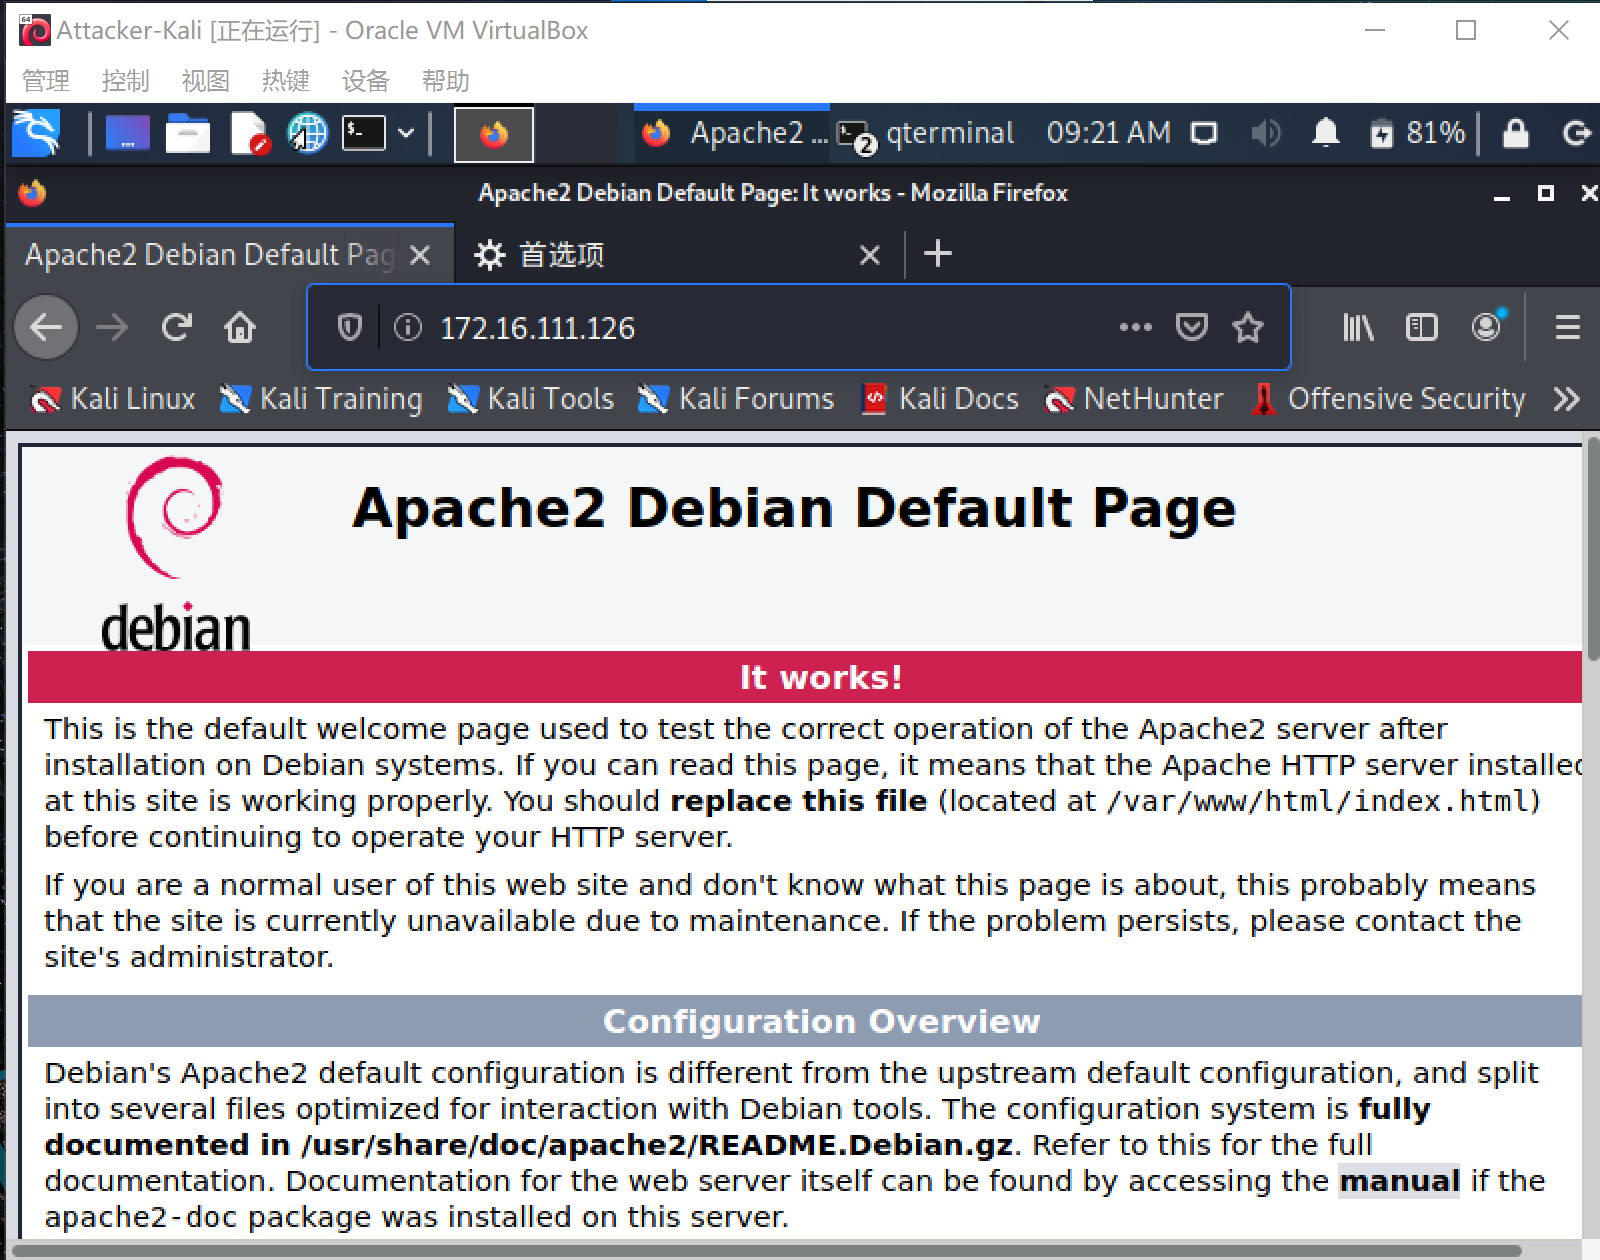 Attacker-Kali [正在运行] - Oracle VM VirtualBox
管理 控制 视图 热键 设备 帮助
Apache2 ... 2 qterminal 09:21 AM 81%
Apache2 Debian Default Page: It works - Mozilla Firefox
Apache2 Debian Default Pag 首选项
172.16.111.126
Kali Linux Kali Training Kali Tools Kali Forums Kali Docs NetHunter Offensive Security
Apache2 Debian Default Page
debian
It works!
This is the default welcome page used to test the correct operation of the Apache2 server after
installation on Debian systems. If you can read this page, it means that the Apache HTTP server installed
at this site is working properly. You should replace this file (located at /var/www/html/index.html)
before continuing to operate your HTTP server.
If you are a normal user of this web site and don't know what this page is about, this probably means
that the site is currently unavailable due to maintenance. If the problem persists, please contact the
site's administrator.
Configuration Overview
Debian's Apache2 default configuration is different from the upstream default configuration, and split
into several files optimized for interaction with Debian tools. The configuration system is fully
documented in /usr/share/doc/apache2/README.Debian.gz. Refer to this for the full
documentation. Documentation for the web server itself can be found by accessing the manual if the
apache2-doc package was installed on this server.